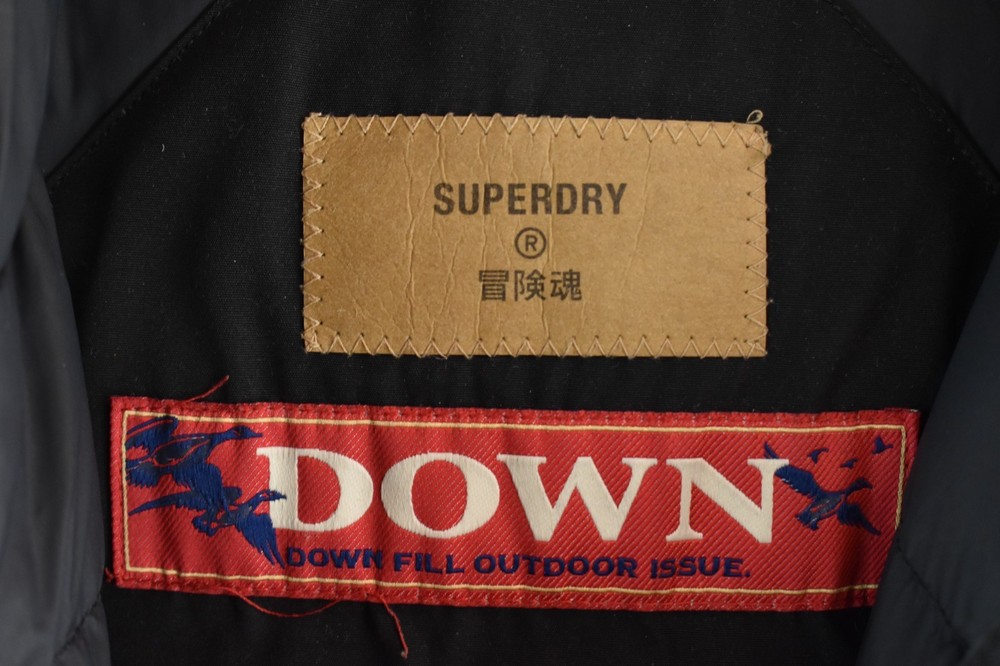 SUPERDRY
®
冒険魂
DOWN
DOWN FILL OUTDOOR ISSUE.